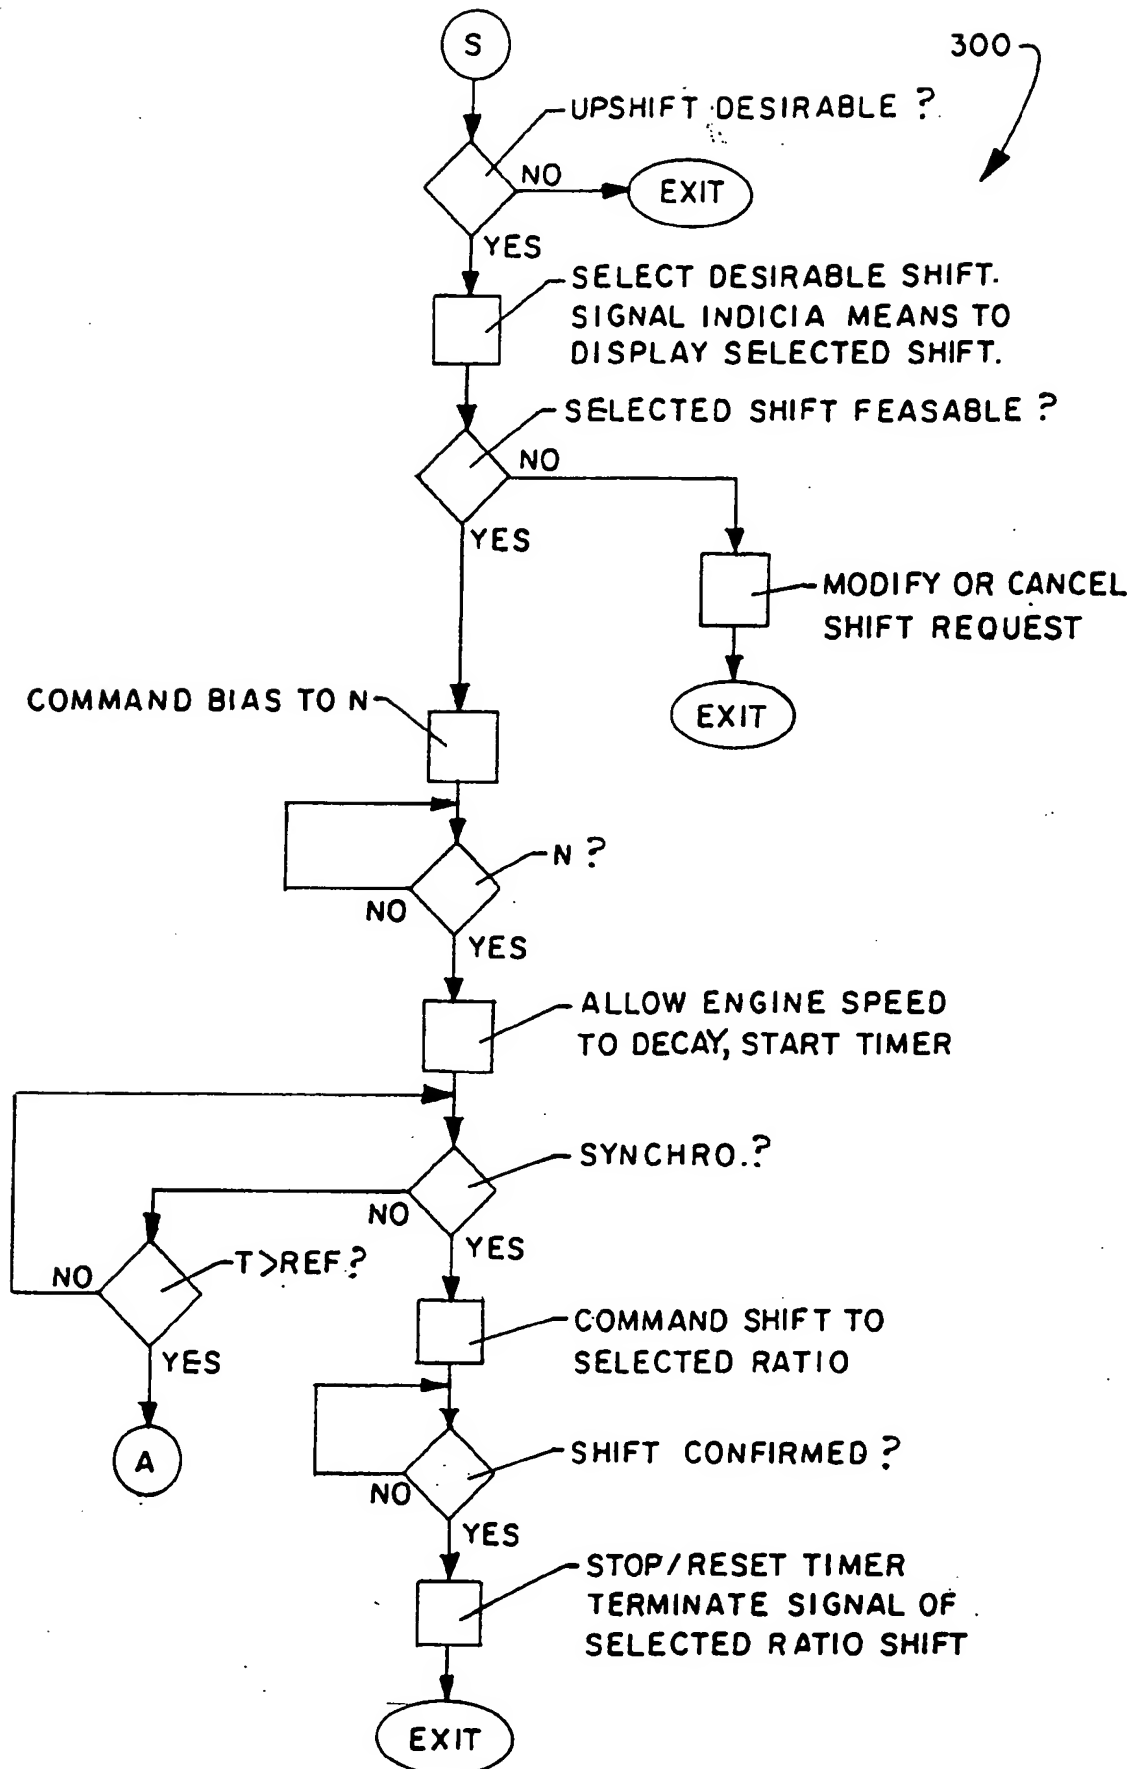 S
300
UPSHIFT DESIRABLE ?
NO
EXIT
YES
SELECT DESIRABLE SHIFT.
SIGNAL INDICIA MEANS TO
DISPLAY SELECTED SHIFT.
SELECTED SHIFT FEASABLE ?
NO
YES
MODIFY OR CANCEL
SHIFT REQUEST
EXIT
COMMAND BIAS TO N
N ?
NO
YES
ALLOW ENGINE SPEED
TO DECAY, START TIMER
SYNCHRO.?
NO
YES
T>REF.?
NO
YES
A
COMMAND SHIFT TO
SELECTED RATIO
SHIFT CONFIRMED ?
NO
YES
STOP/RESET TIMER
TERMINATE SIGNAL OF
SELECTED RATIO SHIFT
EXIT